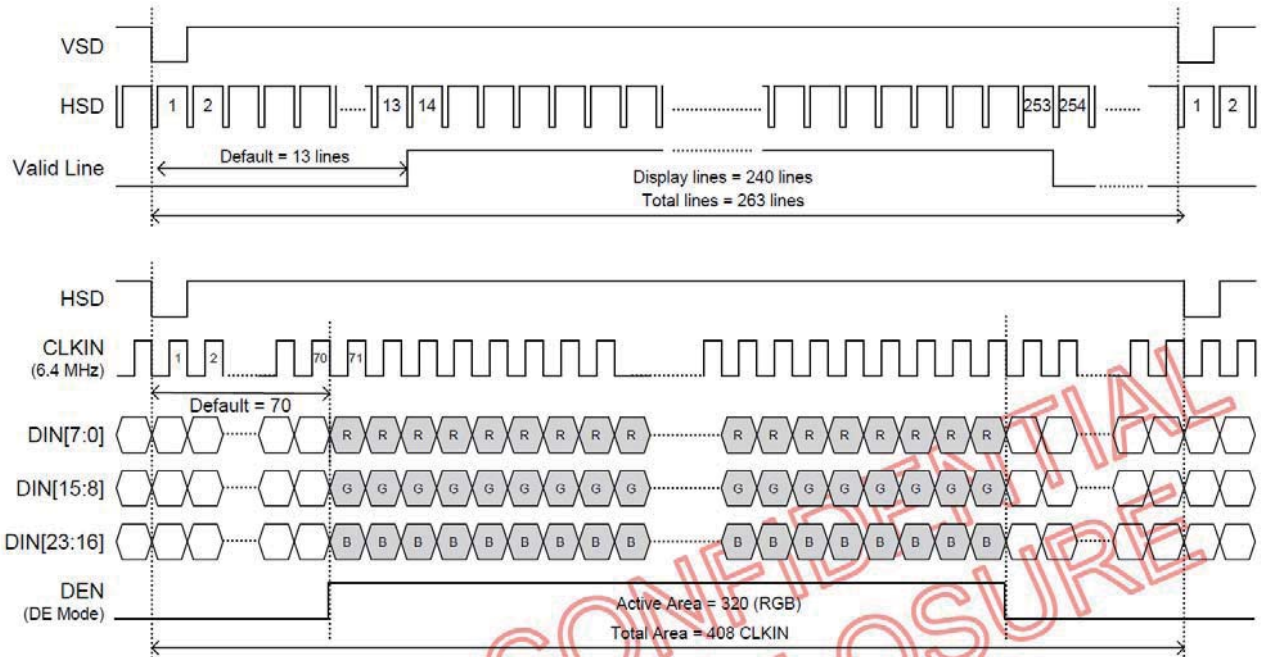 VSD
HSD
1 2 ...... 13 14 .................. 253 254 ........ 1 2
Valid Line
Default = 13 lines
Display lines = 240 lines
Total lines = 263 lines
HSD
CLKIN
(6.4 MHz)
1 2 ........ 70 71
Default = 70
DIN[7:0]
R R R R R R R R R R R R R R R R R
DIN[15:8]
G G G G G G G G G G G G G G G G G
DIN[23:16]
B B B B B B B B B B B B B B B B B
DEN
(DE Mode)
Active Area = 320 (RGB)
Total Area = 408 CLKIN
CONFIDENTIAL